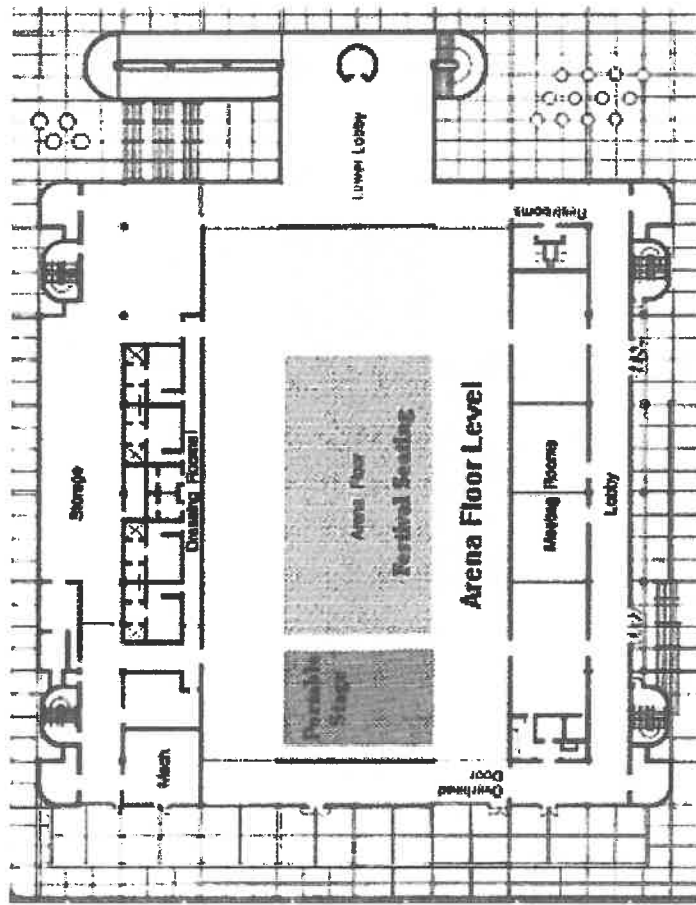 Lower Lobby
Restrooms
Storage
Dressing Rooms
Arena Floor
Festival Seating
Arena Floor Level
Meeting Rooms
Lobby
Portable
Stage
Mech
Overhead
Door